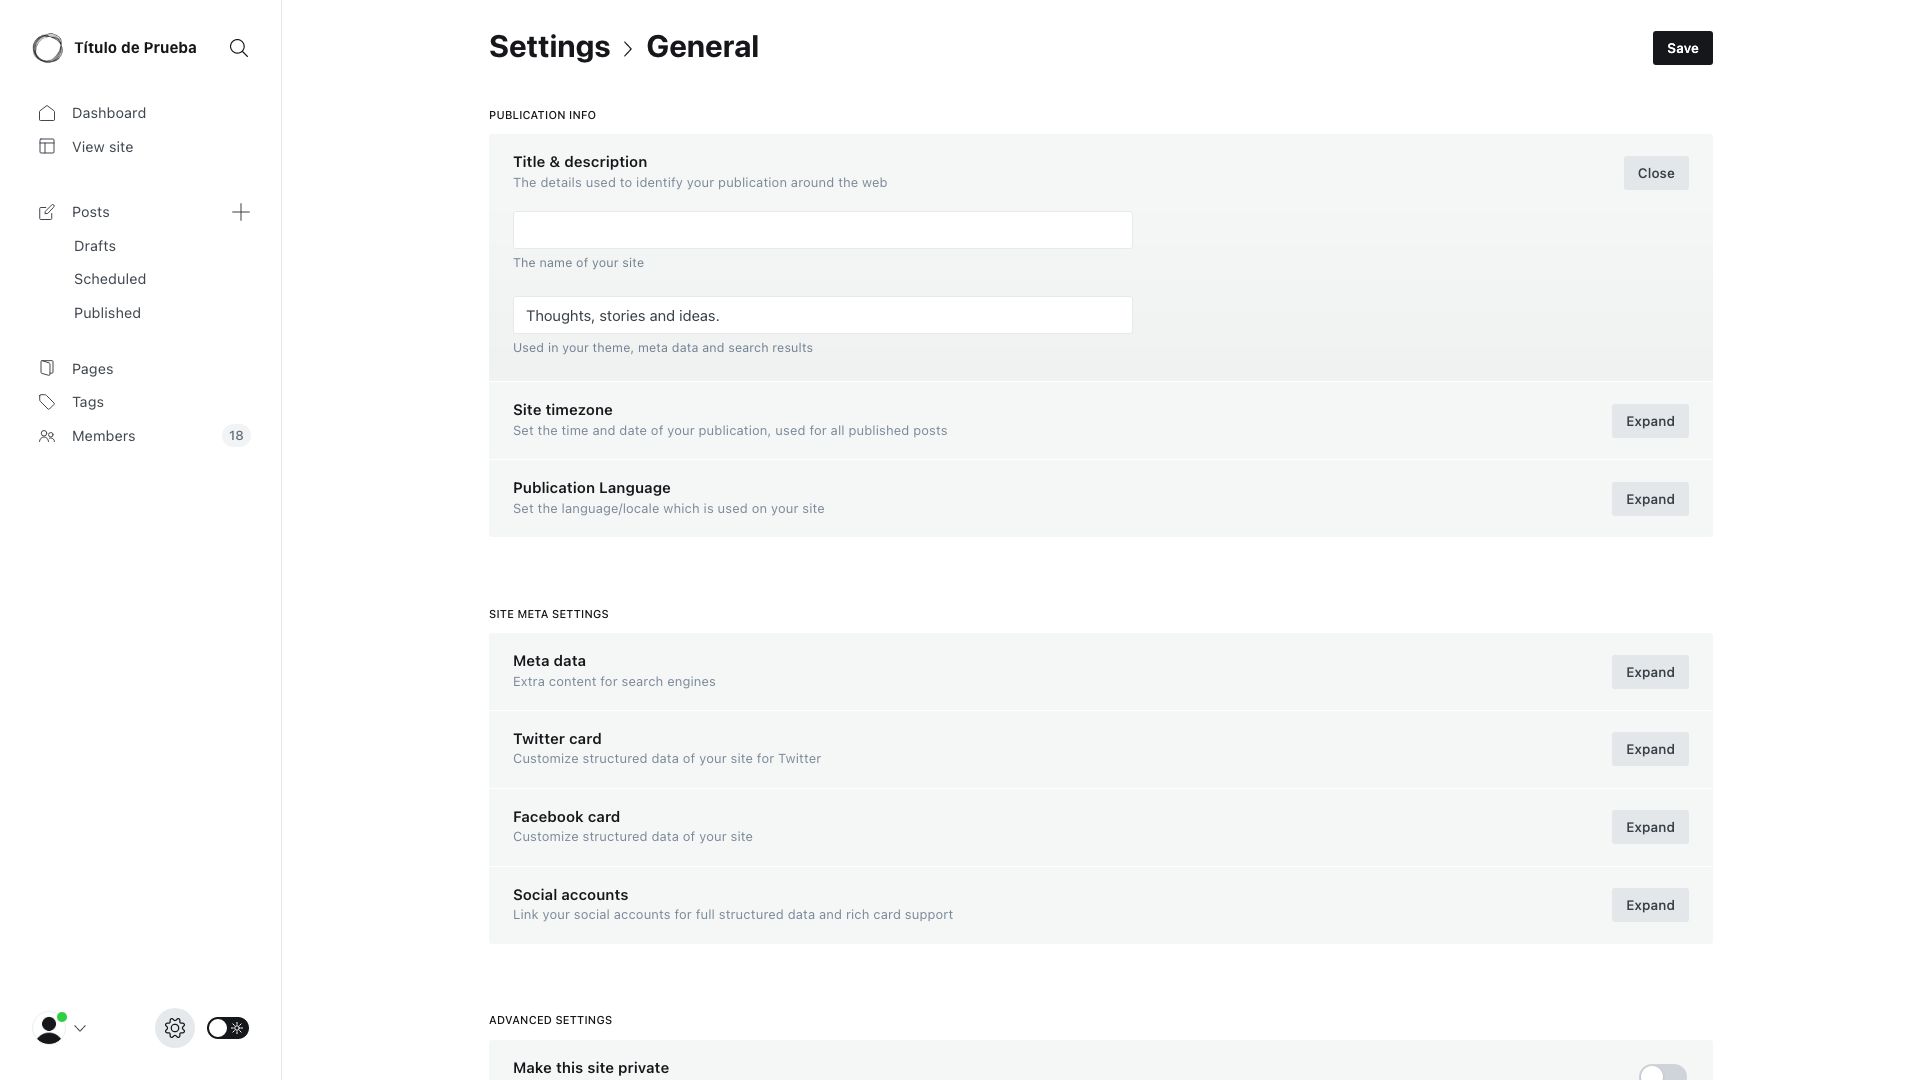 Título de Prueba
Dashboard
View site
Posts
Drafts
Scheduled
Published
Pages
Tags
Members 18
Settings > General
Save
PUBLICATION INFO
Title & description
The details used to identify your publication around the web
Close
The name of your site
Thoughts, stories and ideas.
Used in your theme, meta data and search results
Site timezone
Set the time and date of your publication, used for all published posts
Expand
Publication Language
Set the language/locale which is used on your site
Expand
SITE META SETTINGS
Meta data
Extra content for search engines
Expand
Twitter card
Customize structured data of your site for Twitter
Expand
Facebook card
Customize structured data of your site
Expand
Social accounts
Link your social accounts for full structured data and rich card support
Expand
ADVANCED SETTINGS
Make this site private